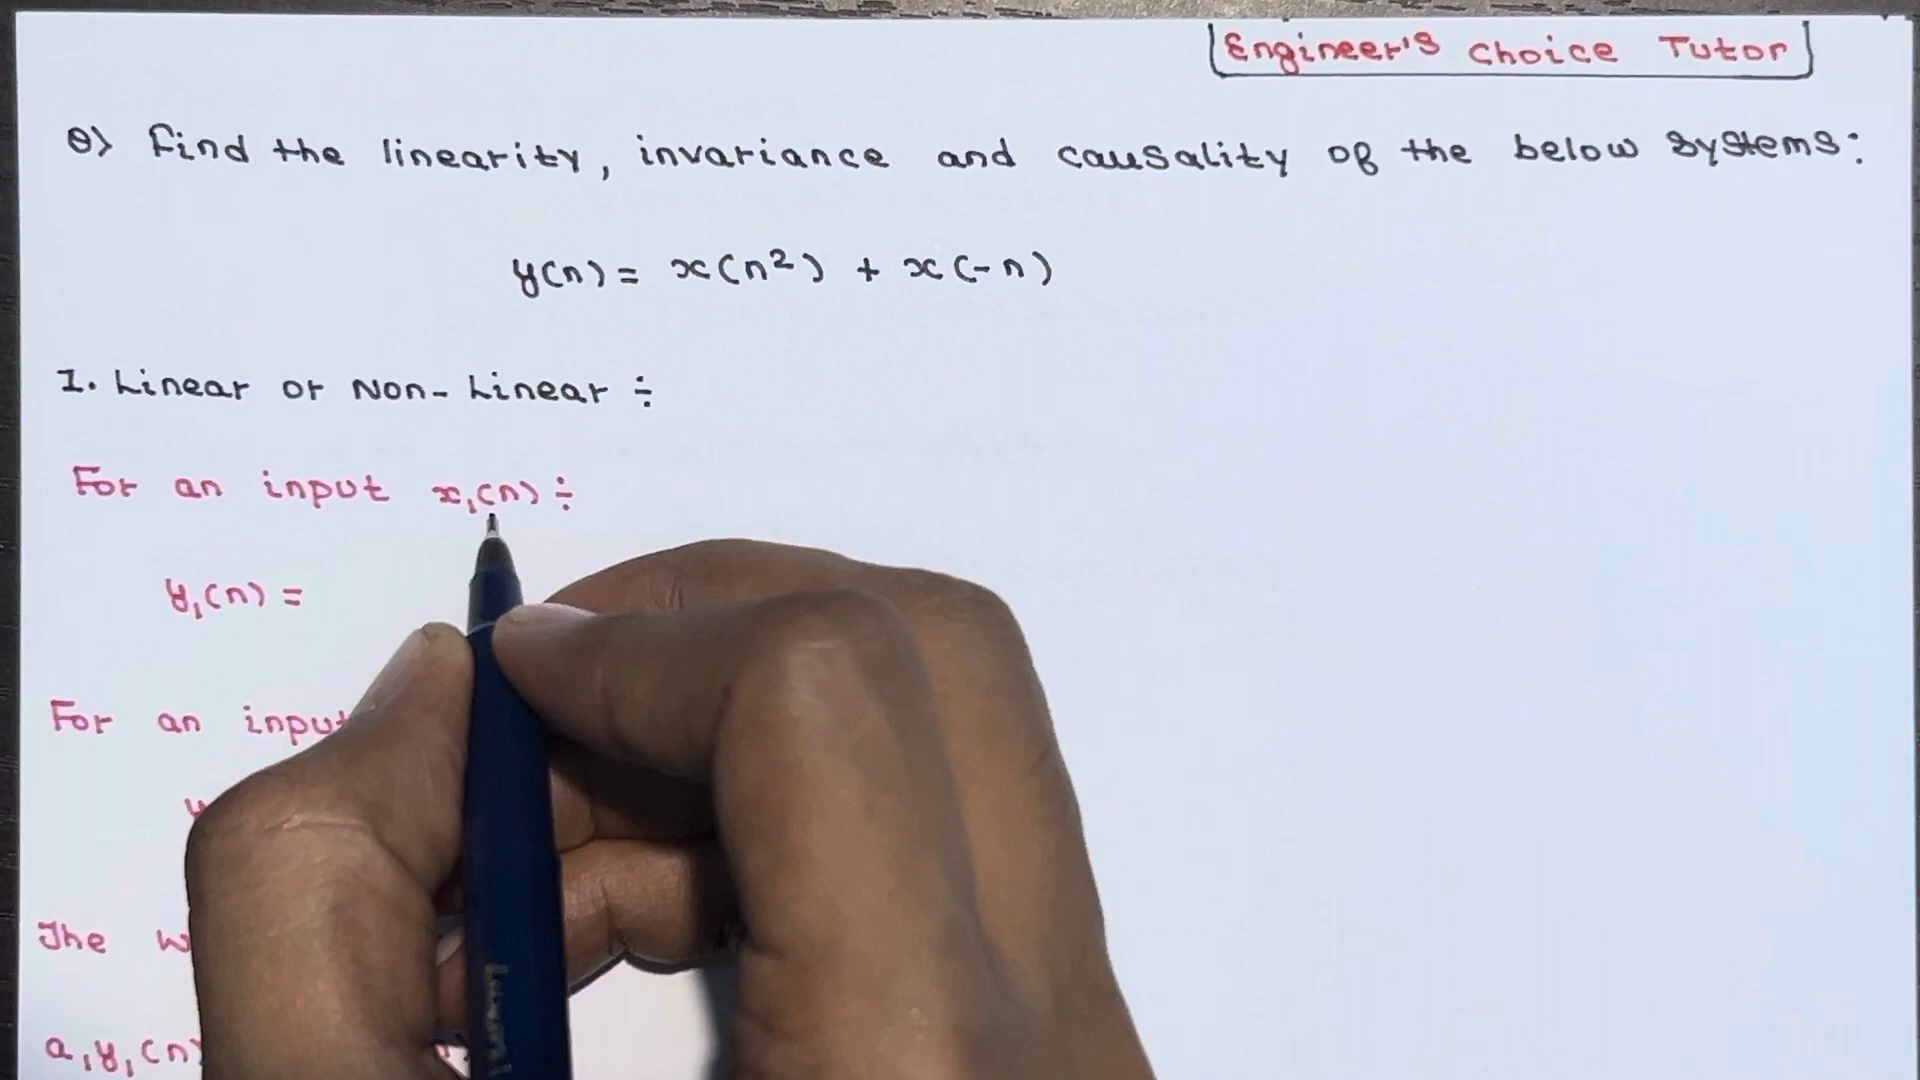 Engineer's Choice Tutor
Q) Find the linearity, invariance and causality of the below systems:
y(n) = x(n²) + x(-n)
I. Linear or Non-Linear ÷
For an input x₁(n) ÷
y₁(n) =
For an input
The
a₁y₁(n)